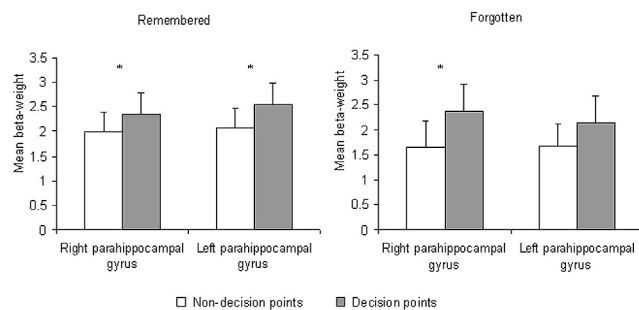 Remembered
Mean beta-weight
3.5
3
2.5
2
1.5
1
0.5
0
*
*
Right parahippocampal
gyrus
Left parahippocampal
gyrus
Forgotten
Mean beta-weight
3.5
3
2.5
2
1.5
1
0.5
0
*
Right parahippocampal
gyrus
Left parahippocampal
gyrus
Non-decision points
Decision points